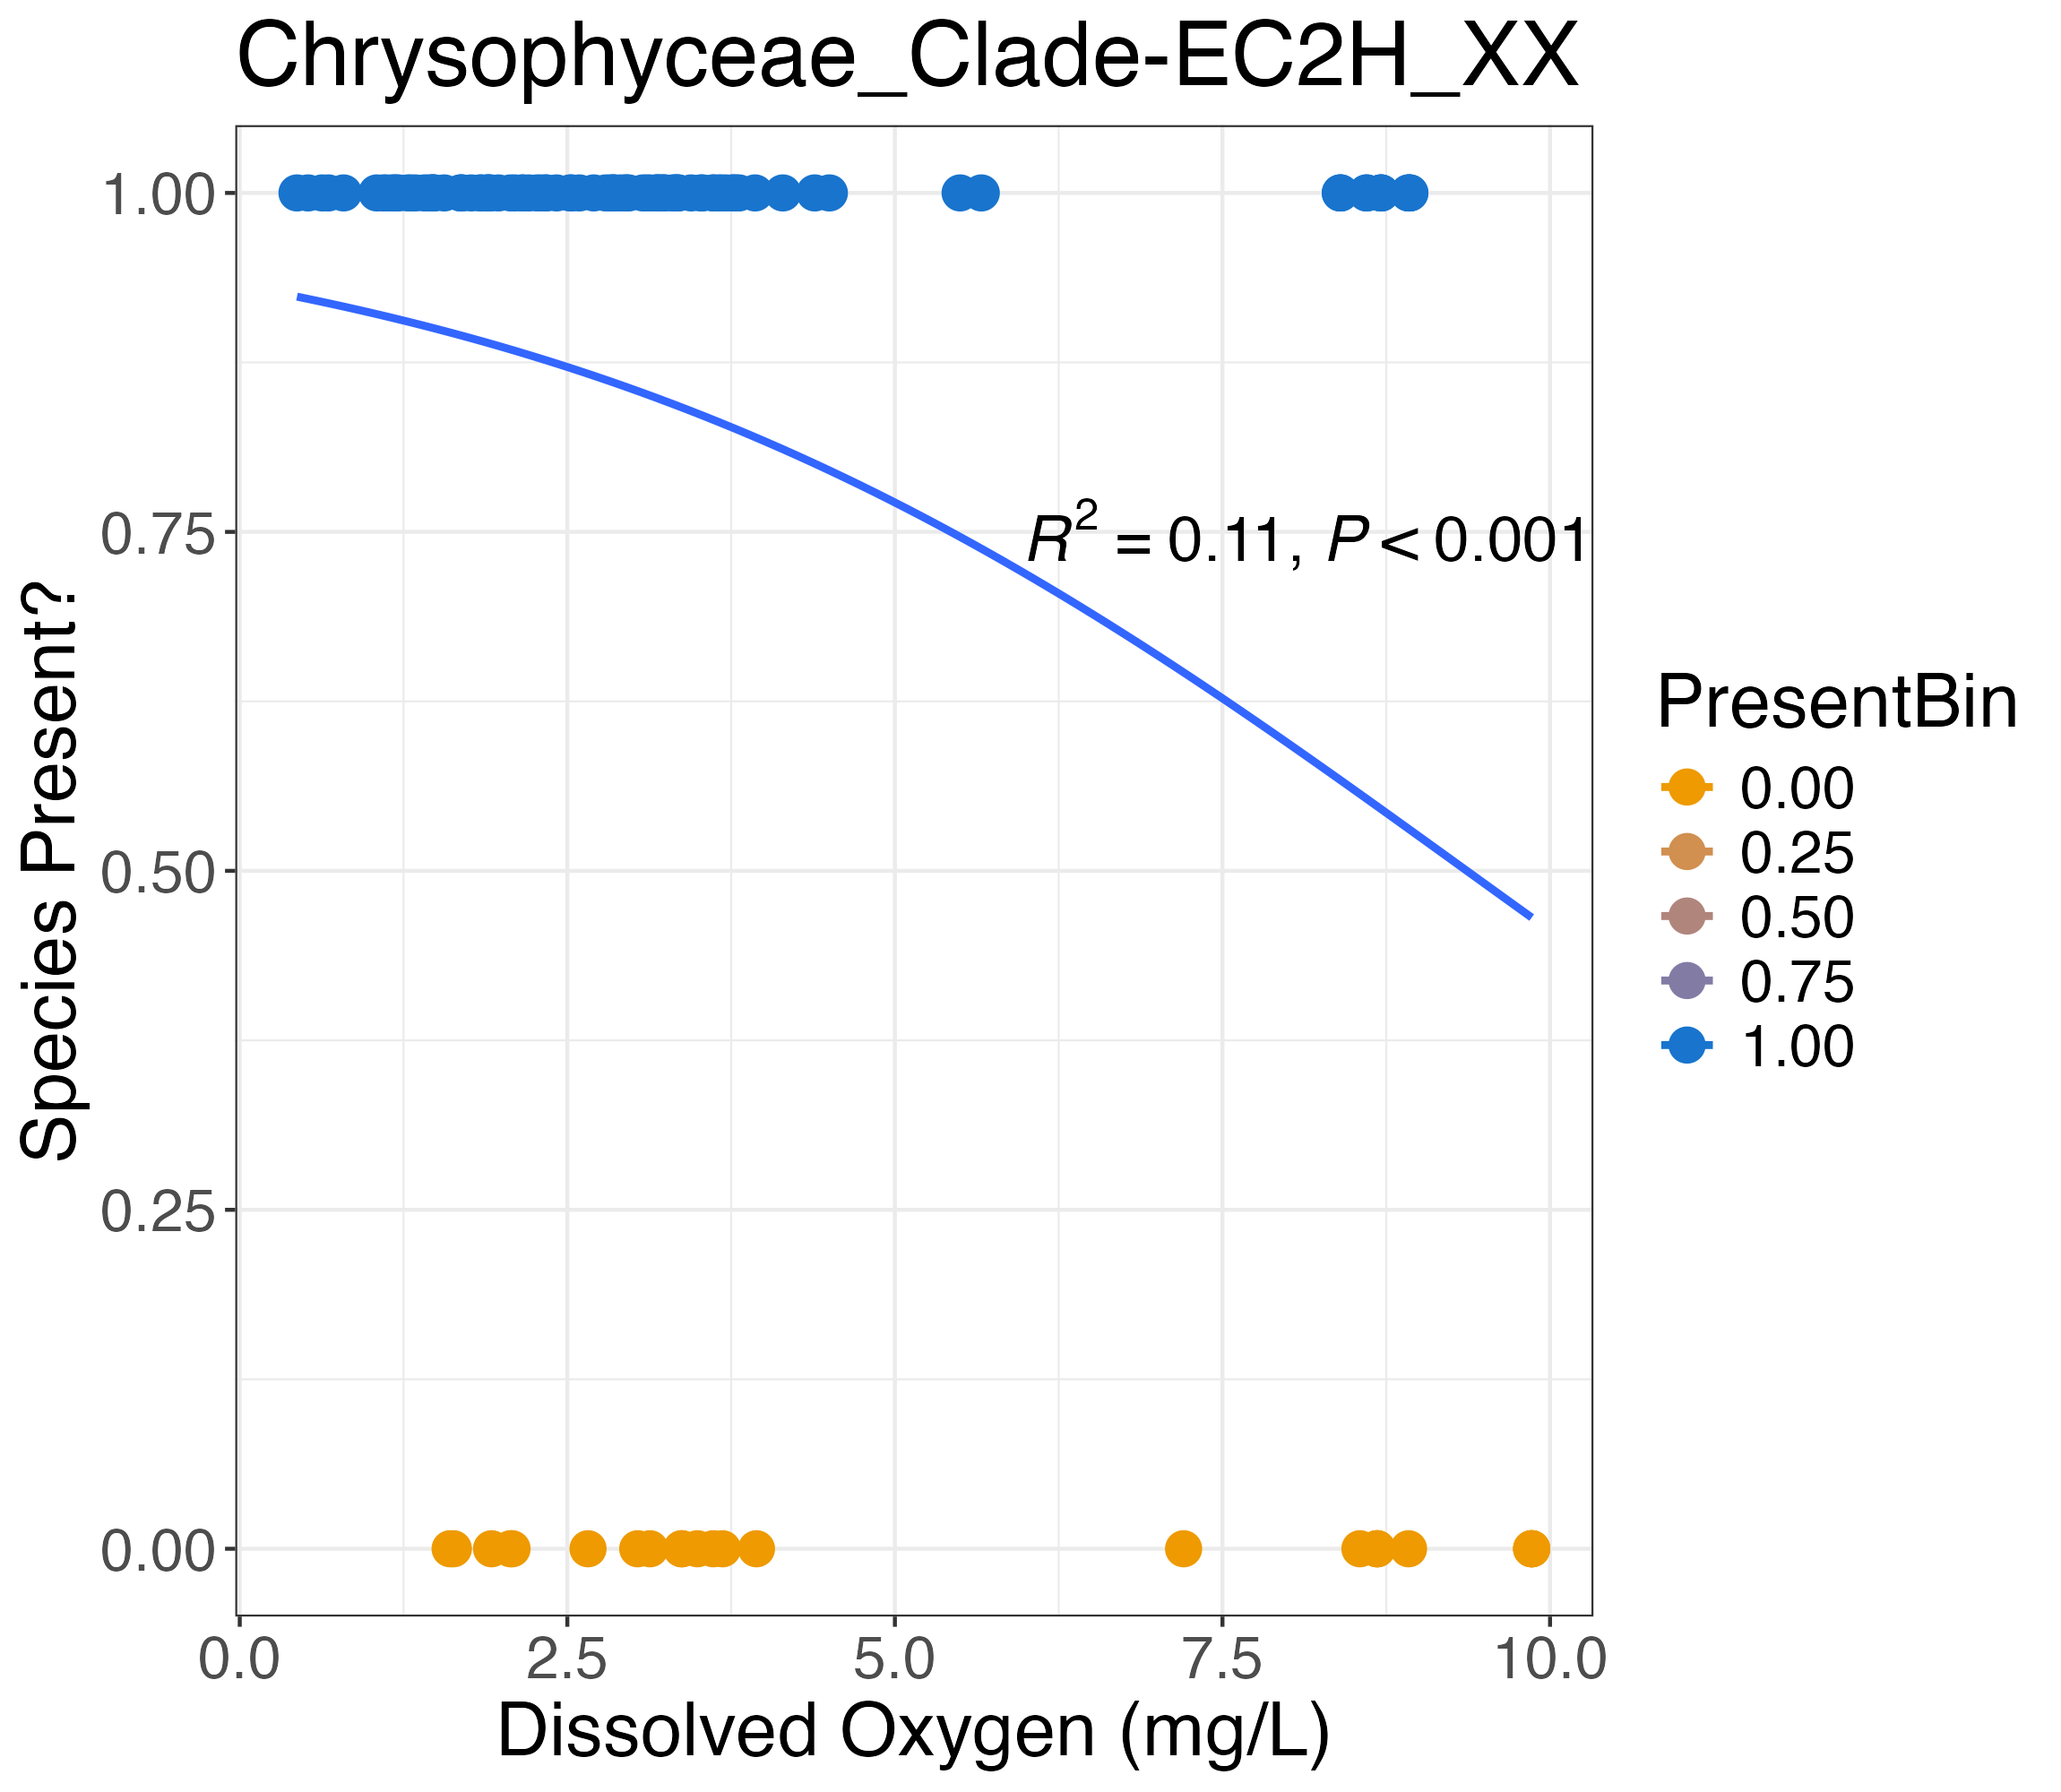 Chrysophyceae_Clade-EC2H_XX
1.00
0.75
0.50
0.25
0.00
Species Present?
R² = 0.11, P < 0.001
0.0 2.5 5.0 7.5 10.0
Dissolved Oxygen (mg/L)
PresentBin
0.00
0.25
0.50
0.75
1.00